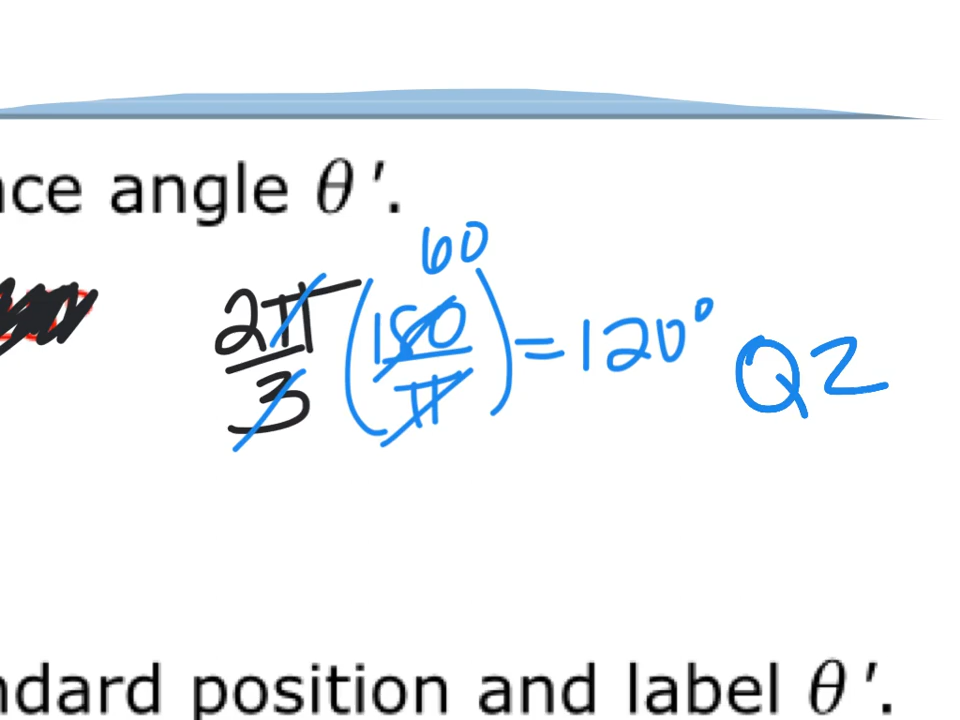 nce angle θ′.
60
2π/3 (180/π) = 120° Q2
ndard position and label θ′.